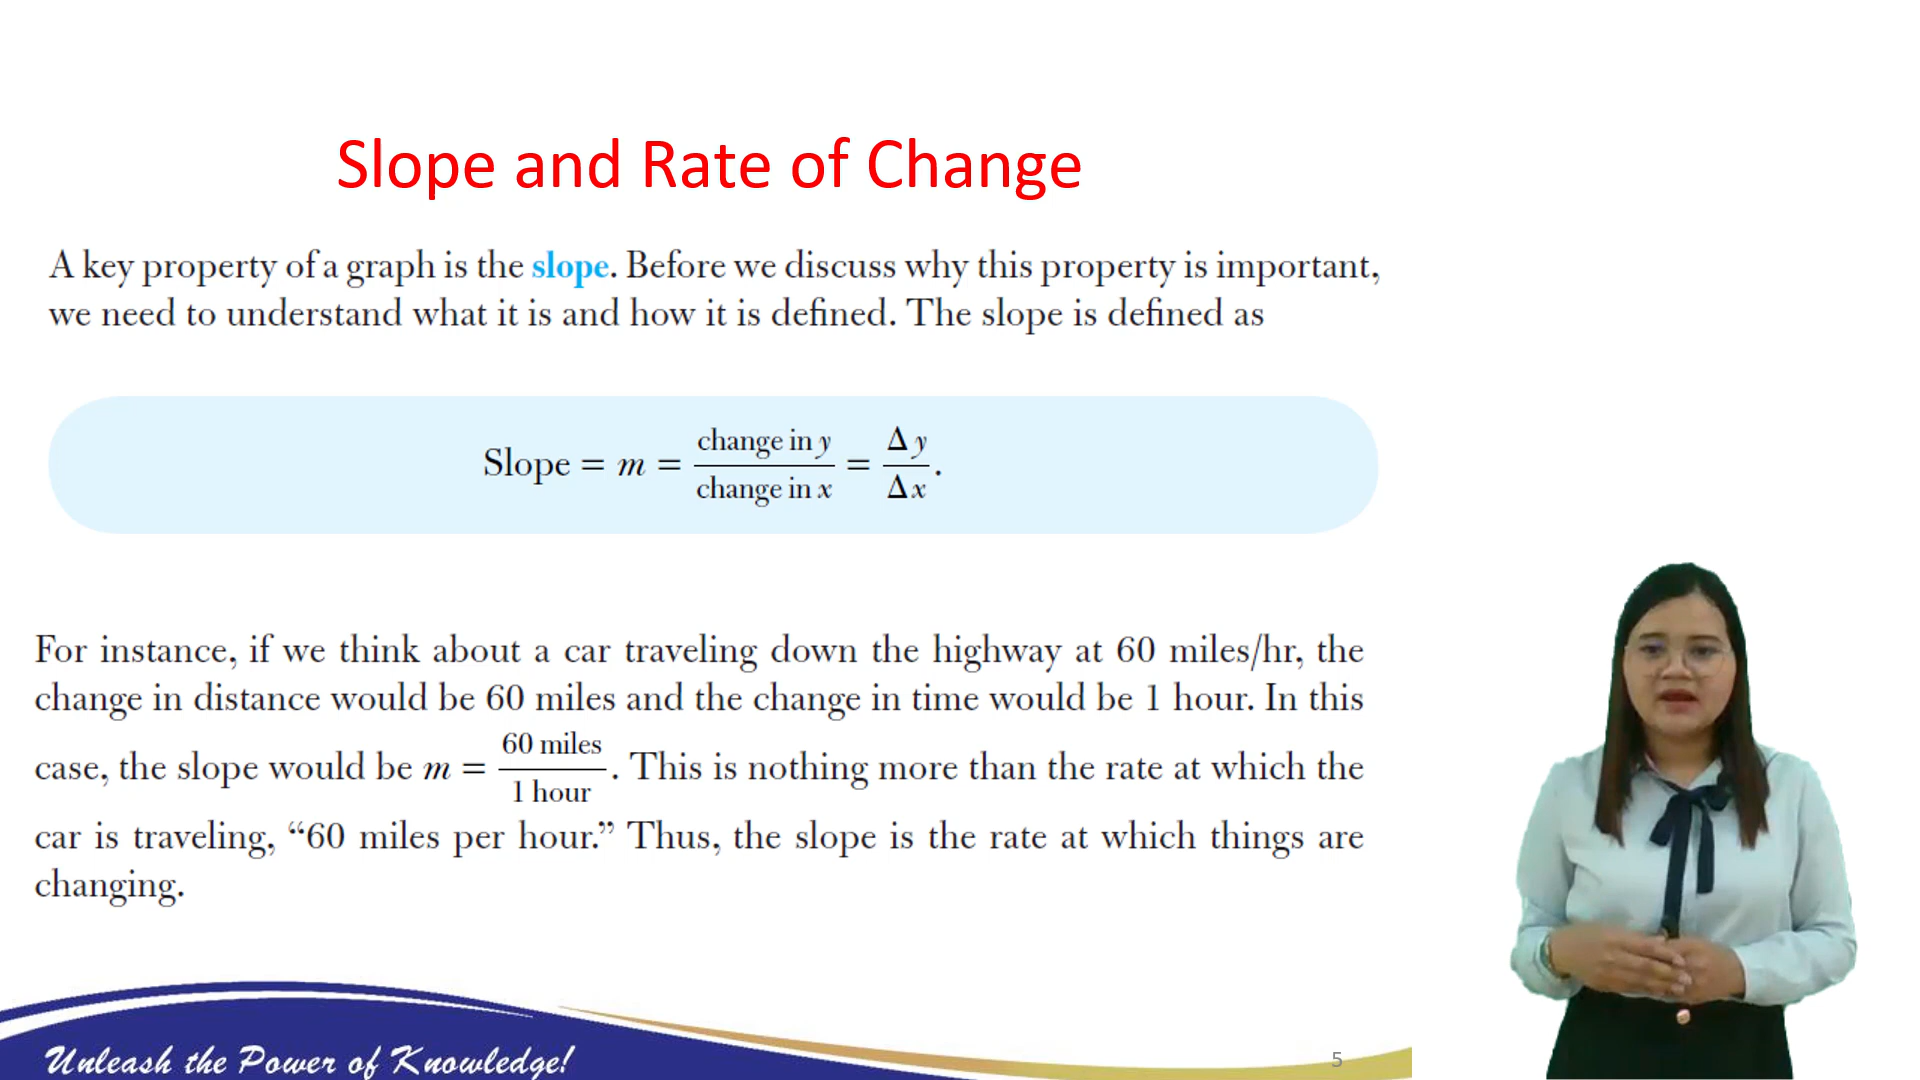 Slope and Rate of Change
A key property of a graph is the slope. Before we discuss why this property is important,
we need to understand what it is and how it is defined. The slope is defined as
Slope = m = change in y / change in x = Δy / Δx.
For instance, if we think about a car traveling down the highway at 60 miles/hr, the
change in distance would be 60 miles and the change in time would be 1 hour. In this
case, the slope would be m = 60 miles / 1 hour. This is nothing more than the rate at which the
car is traveling, “60 miles per hour.” Thus, the slope is the rate at which things are
changing.
Unleash the Power of Knowledge!
5